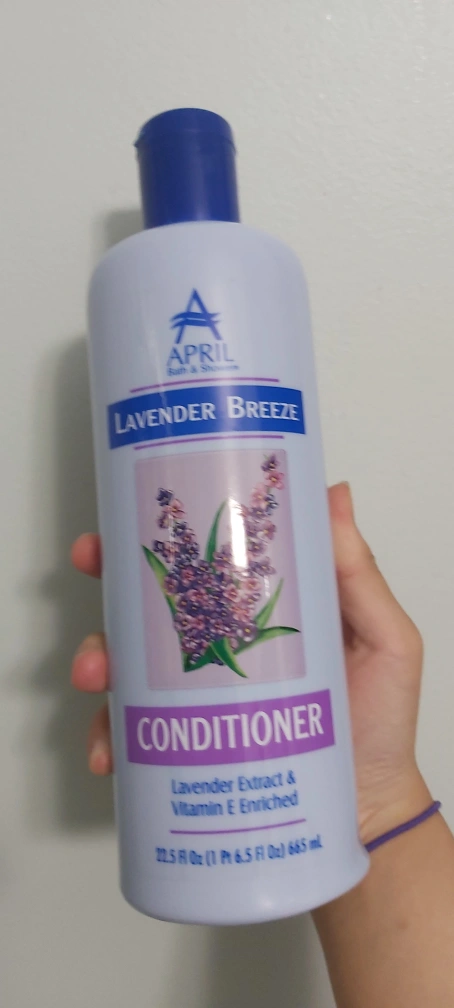 A
APRIL
Bath & Shower
LAVENDER BREEZE
CONDITIONER
Lavender Extract &
Vitamin E Enriched
22.5 Fl Oz (1 Pt 6.5 Fl Oz) 665 mL